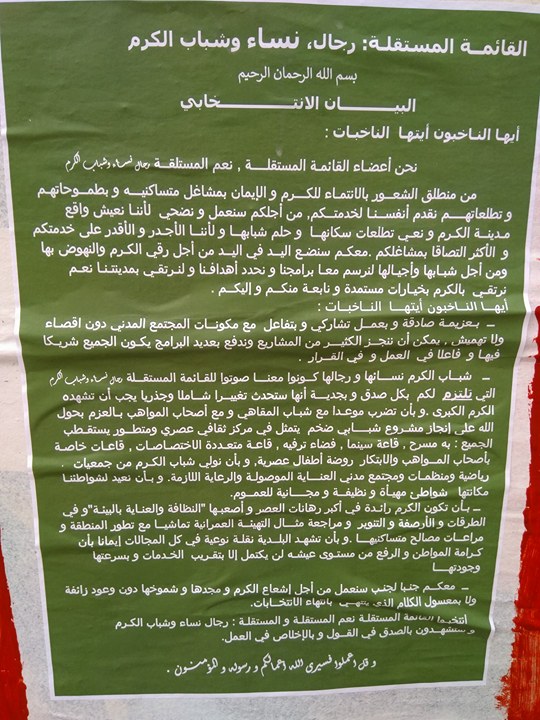 القائمة المستقلة: رجال، نساء وشباب الكرم
بسم الله الرحمان الرحيم
البيان الانتخابي
أيها الناخبون أيتها الناخبات :
نحن أعضاء القائمة المستقلة , نعم المستلقة رجال نساء وشباب الكرم
من منطلق الشعور بالانتماء للكرم و الإيمان بمشاغل متساكنيه و بطموحاتهم
و تطلعاتهم نقدم أنفسنا لخدمتكم, من أجلكم سنعمل و نضحي لأننا نعيش واقع
مدينة الكرم و نعي تطلعات سكانها و حلم شبابها و لأننا الأجدر و الأقدر على خدمتكم
و الأكثر التصاقا بمشاغلكم .معكم سنضع اليد في اليد من أجل رقي الكرم والنهوض بها
ومن أجل شبابها وأجيالها لنرسم معا برامجنا و نحدد أهدافنا و لنرتقي بمدينتنا نعم
نرتقي بالكرم بخيارات مستمدة و نابعة منكم و إليكم .
أيها الناخبون أيتها الناخبات :
ــ بعزيمة صادقة و بعمل تشاركي و بتفاعل مع مكونات المجتمع المدني دون اقصاء
ولا تهميش , يمكن أن ننجز الكثير من المشاريع وندفع بعديد البرامج يكون الجميع شريكا
فيها و فاعلا في العمل و في القرار .
ــ شباب الكرم نسائها و رجالها كونوا معنا صوتوا للقائمة المستقلة رجال نساء وشباب الكرم
التي نلتزم لكم بكل صدق و بجدية أنها ستحدث تغييرا شاملا وجذريا يجب أن تشهده
الكرم الكبرى .و بأن تضرب موعدا مع شباب المقاهي و مع أصحاب المواهب بالعزم بحول
الله على إنجاز مشروع شبابي ضخم يتمثل في مركز ثقافي عصري ومتطور يستقطب
الجميع : به مسرح , قاعة سينما , فضاء ترفيه , قاعة متعددة الاختصاصات , قاعات خاصة
بأصحاب المواهب والابتكار روضة أطفال عصرية, و بأن نولي شباب الكرم من جمعيات
رياضية ومنظمات و مجتمع مدني العناية الموصولة والرعاية اللازمة. و بأن نعيد لشواطئنا
مكانتها شواطئ مهيأة و نظيفة و مجانية للعموم.
ــ بأن تكون الكرم رائدة في أكبر رهانات العصر و أصعبها "النظافة والعناية بالبيئة"و في
الطرقات و الأرصفة و التنوير و مراجعة مثال التهيئة العمرانية تماشيا مع تطور المنطقة و
مراعات مصالح متساكنيها .و بأن تشهد البلدية نقلة نوعية في كل المجالات إيمانا بأن
كرامة المواطن و الرفع من مستوى عيشه لن يكتمل إلا بتقريب الخدمات و بسرعتها
وجودتها
ــ معكم جنبا لجنب سنعمل من أجل إشعاع الكرم و مجدها و شموخها دون وعود زائفة
ولا بمعسول الكلام الذي ينتهي بانتهاء الانتخابات.
القائمة المستقلة نعم المستقلة و المستقلة : رجال نساء وشباب الكرم
و ستشهدون بالصدق في القول و بالإخلاص في العمل.
و قل اعملوا فسيرى الله أعمالكم و رسوله و المؤمنون .